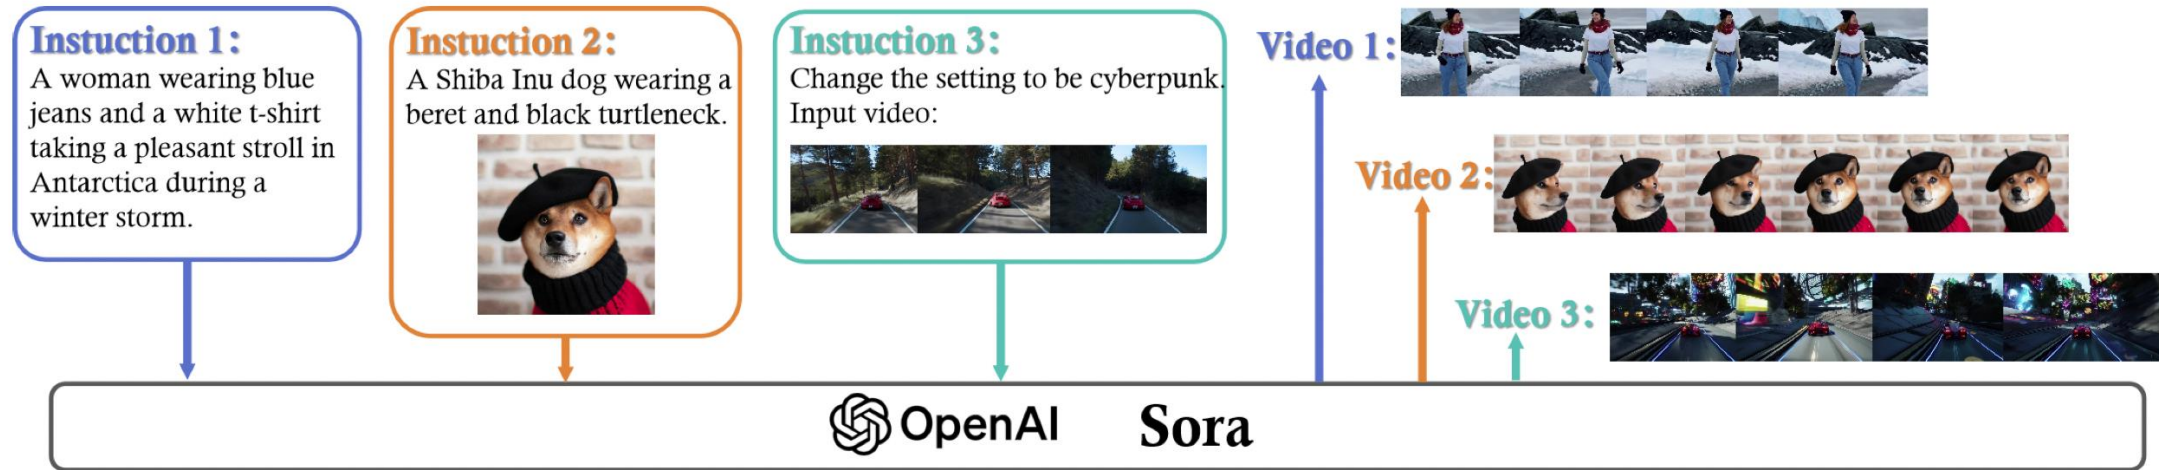 Instuction 1:
A woman wearing blue
jeans and a white t-shirt
taking a pleasant stroll in
Antarctica during a
winter storm.
Instuction 2:
A Shiba Inu dog wearing a
beret and black turtleneck.
Instuction 3:
Change the setting to be cyberpunk.
Input video:
Video 1:
Video 2:
Video 3:
OpenAI Sora